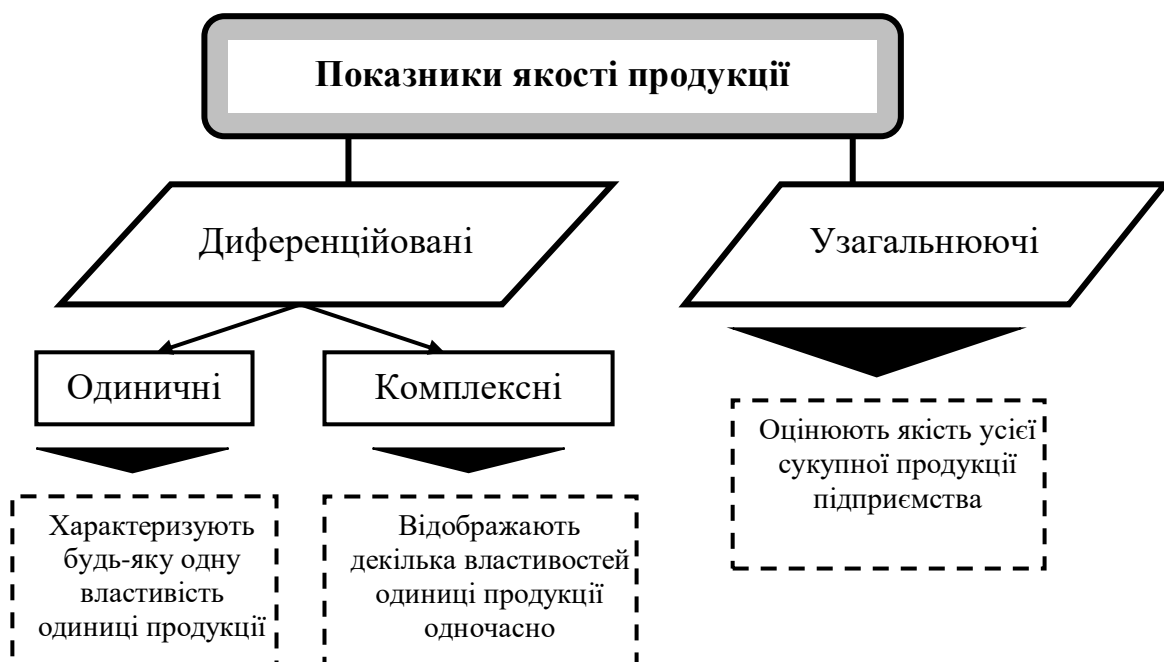 Показники якості продукції
Диференційовані
Узагальнюючі
Одиничні
Комплексні
Характеризують
будь-яку одну
властивість
одиниці продукції
Відображають
декілька властивостей
одиниці продукції
одночасно
Оцінюють якість усієї
сукупної продукції
підприємства